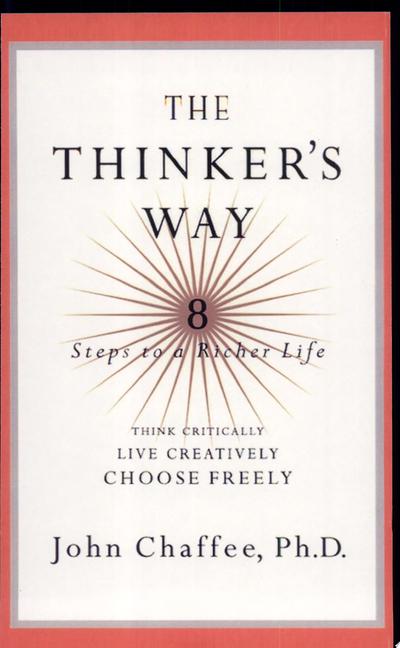 THE
THINKER'S
WAY
8
Steps to a Richer Life
THINK CRITICALLY
LIVE CREATIVELY
CHOOSE FREELY
John Chaffee, Ph.D.